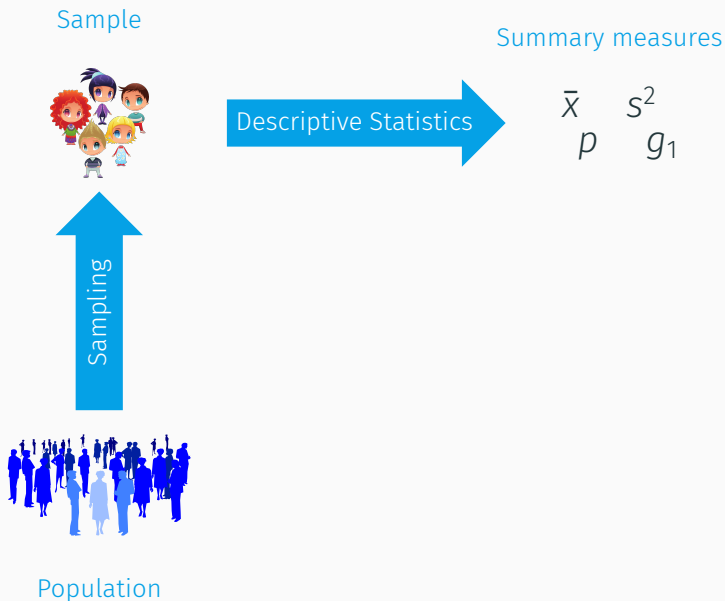 Sample
Summary measures
x̄ s²
p g₁
Descriptive Statistics
Sampling
Population